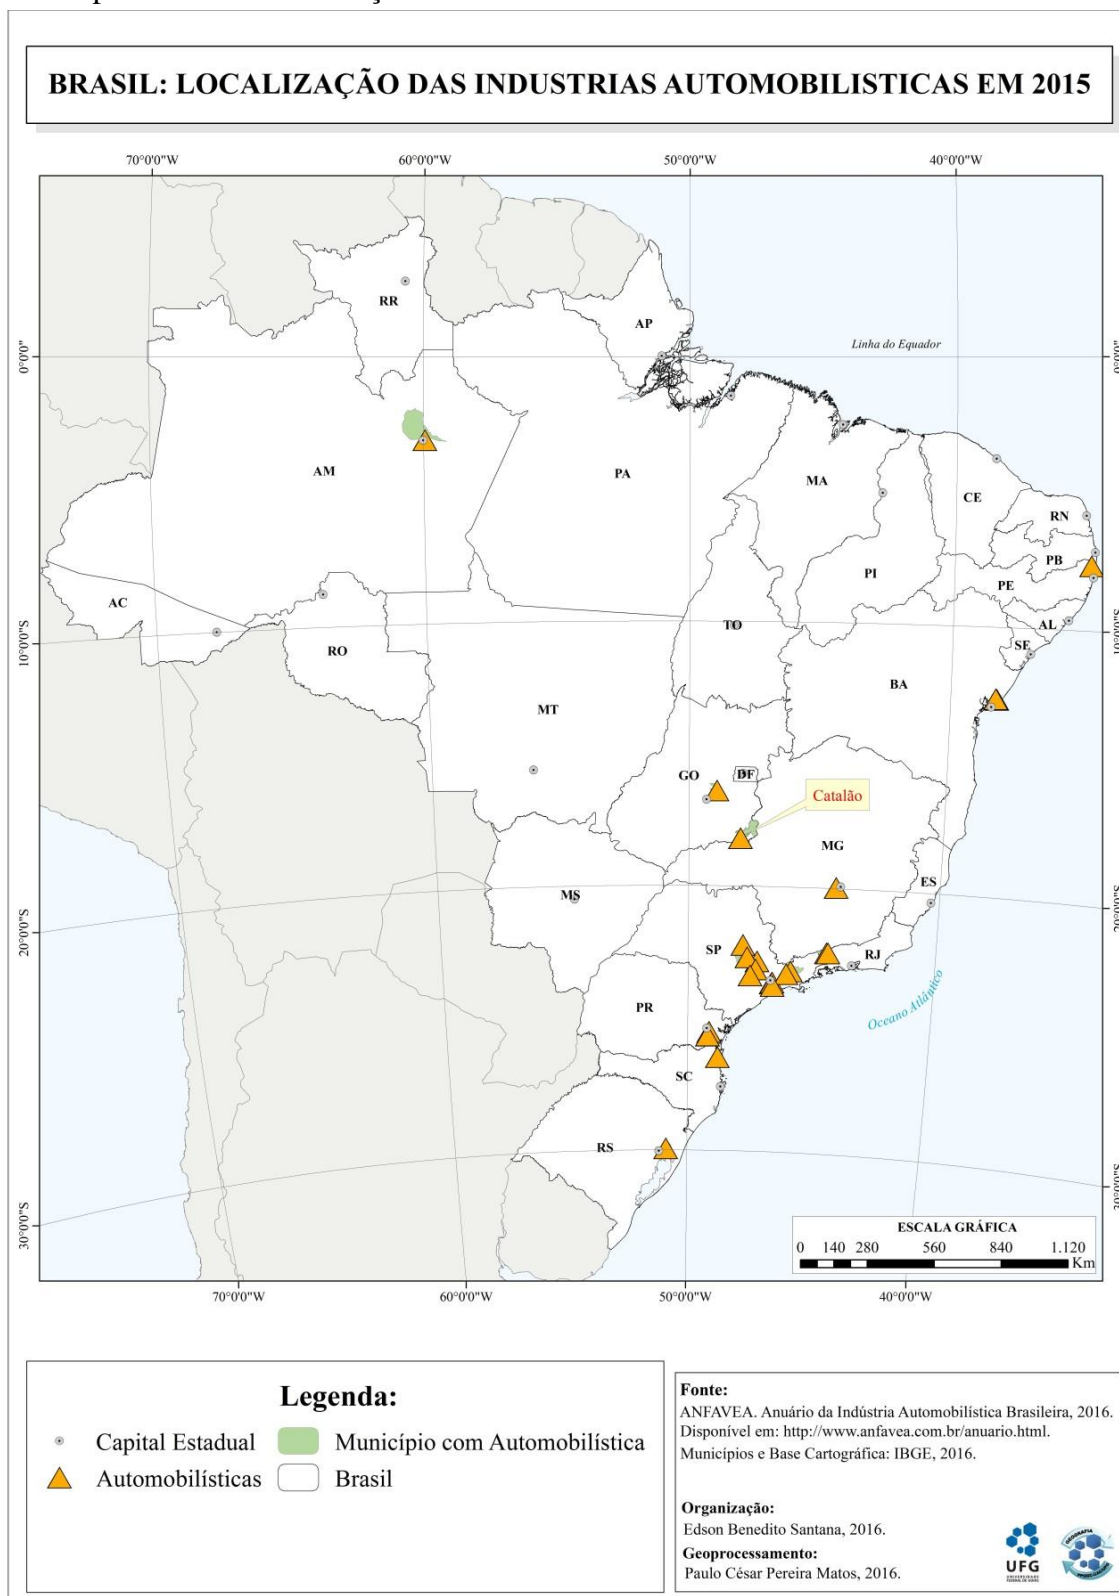 BRASIL: LOCALIZAÇÃO DAS INDUSTRIAS AUTOMOBILISTICAS EM 2015
70°0'0"W 60°0'0"W 50°0'0"W 40°0'0"W
RR
AP
Linha do Equador
0°0'0"
AM
PA
MA
CE
RN
PB
PI
PE
AC
TO
AL
10°0'0"S
SE
RO
BA
MT
GO
DF
Catalão
MG
ES
MS
20°0'0"S
SP
RJ
Oceano Atlântico
PR
SC
RS
30°0'0"S
ESCALA GRÁFICA
0 140 280 560 840 1.120
Km
70°0'0"W 60°0'0"W 50°0'0"W 40°0'0"W
Legenda:
Capital Estadual
Município com Automobilística
Automobilísticas
Brasil
Fonte:
ANFAVEA. Anuário da Indústria Automobilística Brasileira, 2016.
Disponível em: http://www.anfavea.com.br/anuario.html.
Municípios e Base Cartográfica: IBGE, 2016.
Organização:
Edson Benedito Santana, 2016.
Geoprocessamento:
Paulo César Pereira Matos, 2016.
UFG